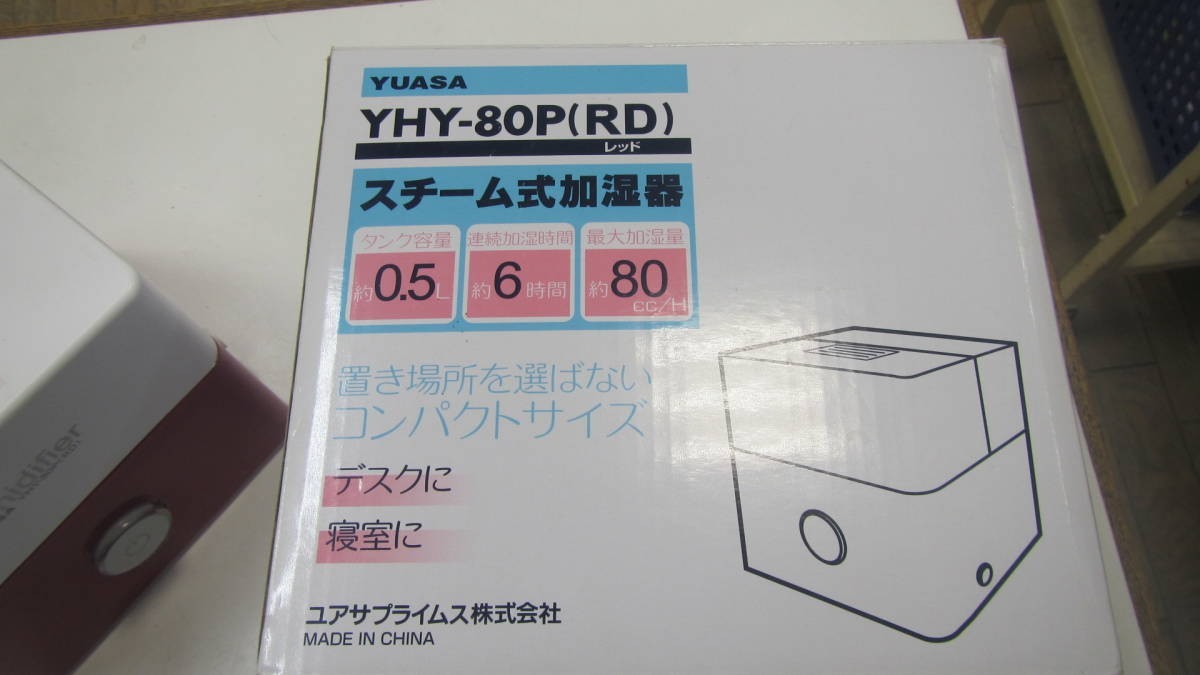 YUASA
YHY-80P(RD)
レッド
スチーム式加湿器
タンク容量
約0.5L
連続加湿時間
約6時間
最大加湿量
約80cc/H
置き場所を選ばない
コンパクトサイズ
デスクに
寝室に
ユアサプライムス株式会社
MADE IN CHINA